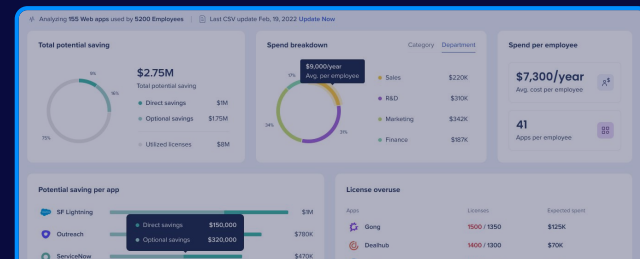 Analyzing 155 Web apps used by 5200 Employees | Last CSV update Feb, 19, 2022 Update Now
Total potential saving
9%
16%
75%
$2.75M
Total potential saving
Direct savings $1M
Optional savings $1.75M
Utilized licenses $8M
Spend breakdown
Category Department
$9,000/year
Avg. per employee
17%
24%
31%
Sales $220K
R&D $310K
Marketing $342K
Finance $187K
Spend per employee
$7,300/year
Avg. cost per employee
41
Apps per employee
Potential saving per app
SF Lightning $1M
Outreach $780K
ServiceNow $470K
Direct savings $150,000
Optional savings $320,000
License overuse
Apps Licenses Expected spent
Gong 1500 / 1350 $125K
Dealhub 1400 / 1300 $70K